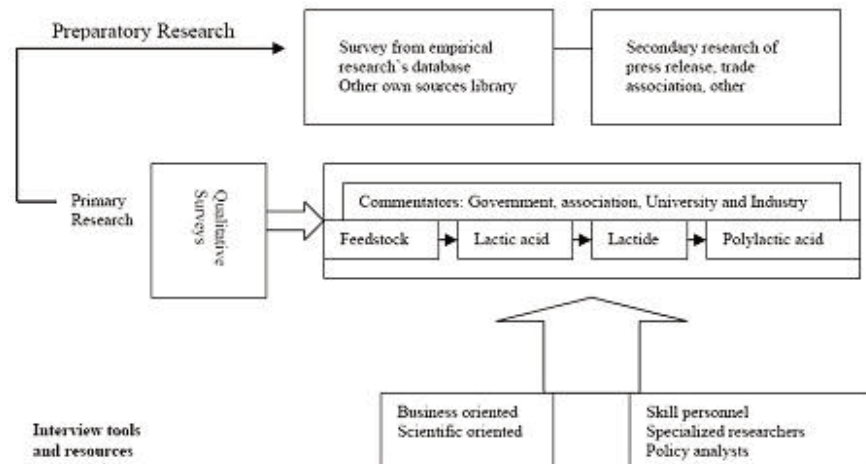 Preparatory Research
Survey from empirical
research`s database
Other own sources library
Secondary research of
press release, trade
association, other
Primary
Research
Qualitative
Surveys
Commentators: Government, association, University and Industry
Feedstock
Lactic acid
Lactide
Polylactic acid
Business oriented
Scientific oriented
Skill personnel
Specialized researchers
Policy analysts
Interview tools
and resources